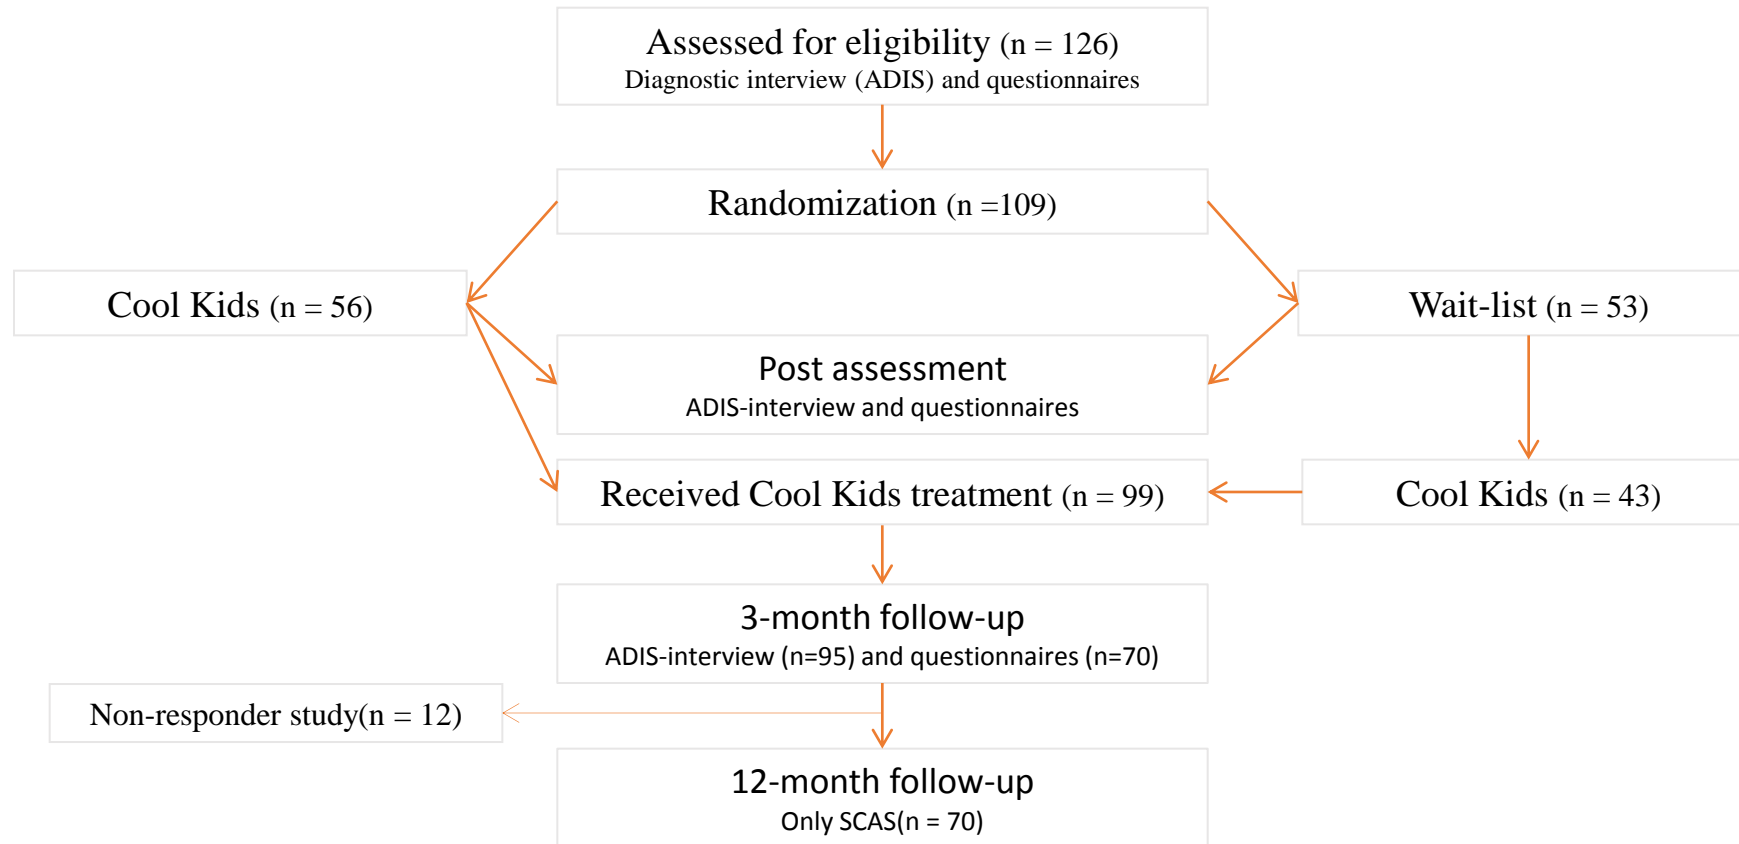 Assessed for eligibility (n = 126)
Diagnostic interview (ADIS) and questionnaires
Randomization (n =109)
Cool Kids (n = 56)
Wait-list (n = 53)
Post assessment
ADIS-interview and questionnaires
Received Cool Kids treatment (n = 99)
Cool Kids (n = 43)
3-month follow-up
ADIS-interview (n=95) and questionnaires (n=70)
Non-responder study(n = 12)
12-month follow-up
Only SCAS(n = 70)